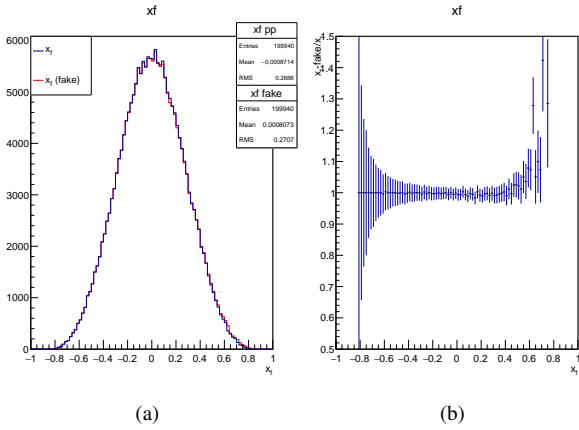 xf
xf pp
Entries 199940
Mean −0.0008714
RMS 0.2686
xf fake
Entries 199940
Mean 0.0008073
RMS 0.2707
x_f
x_f (fake)
6000
5000
4000
3000
2000
1000
0
−1 −0.8 −0.6 −0.4 −0.2 0 0.2 0.4 0.6 0.8 1
x_f
(a)
xf
x_f-fake/x_f
1.5
1.4
1.3
1.2
1.1
1
0.9
0.8
0.7
0.6
0.5
−1 −0.8 −0.6 −0.4 −0.2 0 0.2 0.4 0.6 0.8 1
x_f
(b)